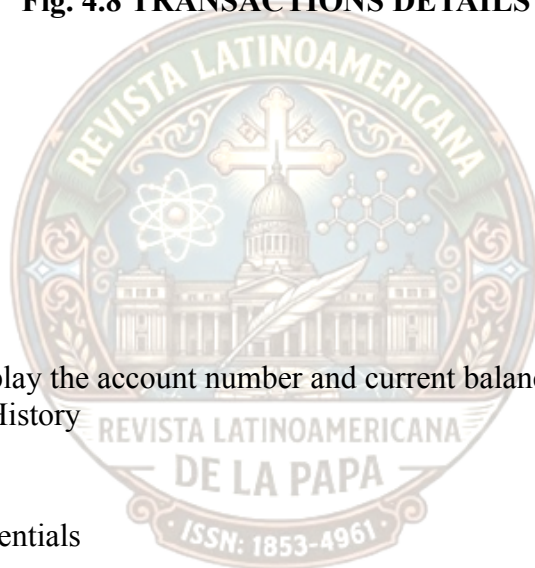 Fig. 4.8 TRANSACTIONS DETAILS
REVISTA LATINOAMERICANA
play the account number and current balanc
History
REVISTA LATINOAMERICANA
DE LA PAPA
entials
ISSN: 1853-4961